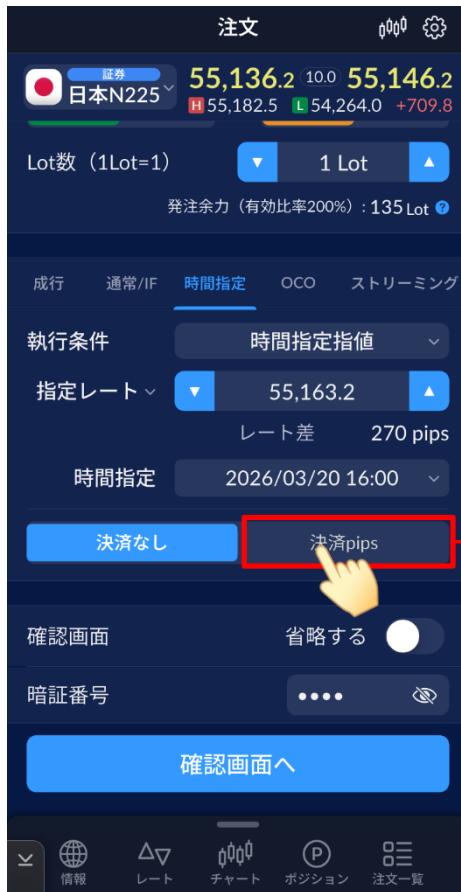 注文
証券
日本N225
55,136.2 10.0 55,146.2
H 55,182.5 L 54,264.0 +709.8
Lot数（1Lot=1）
▼ 1 Lot ▲
発注余力（有効比率200%）: 135 Lot ?
成行 通常/IF 時間指定 OCO ストリーミング
執行条件 時間指定指値
指定レート ▼ 55,163.2 ▲
レート差 270 pips
時間指定 2026/03/20 16:00
決済なし 決済pips
確認画面 省略する
暗証番号 ••••
確認画面へ
情報 レート チャート P ポジション 注文一覧